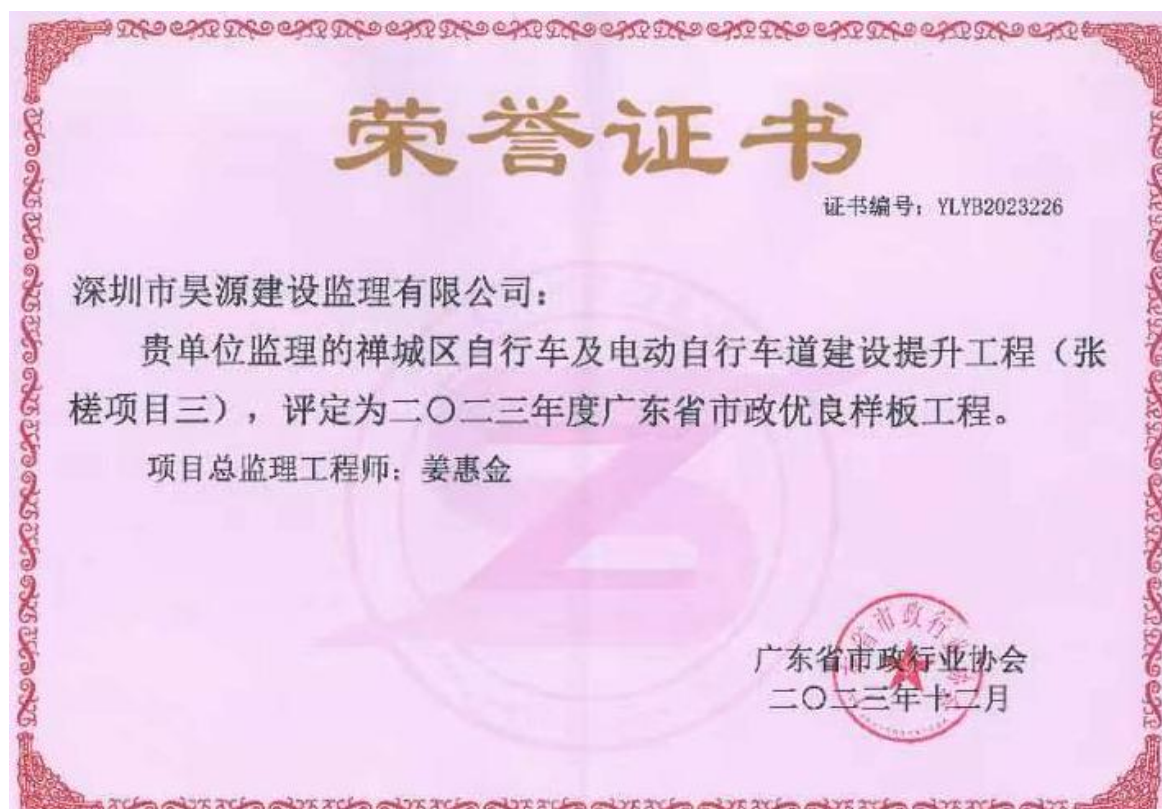 荣誉证书
证书编号：YLYB2023226
深圳市昊源建设监理有限公司：
贵单位监理的禅城区自行车及电动自行车道建设提升工程（张
槎项目三），评定为二〇二三年度广东省市政优良样板工程。
项目总监理工程师：姜惠金
广东省市政行业协会
二〇二三年十二月